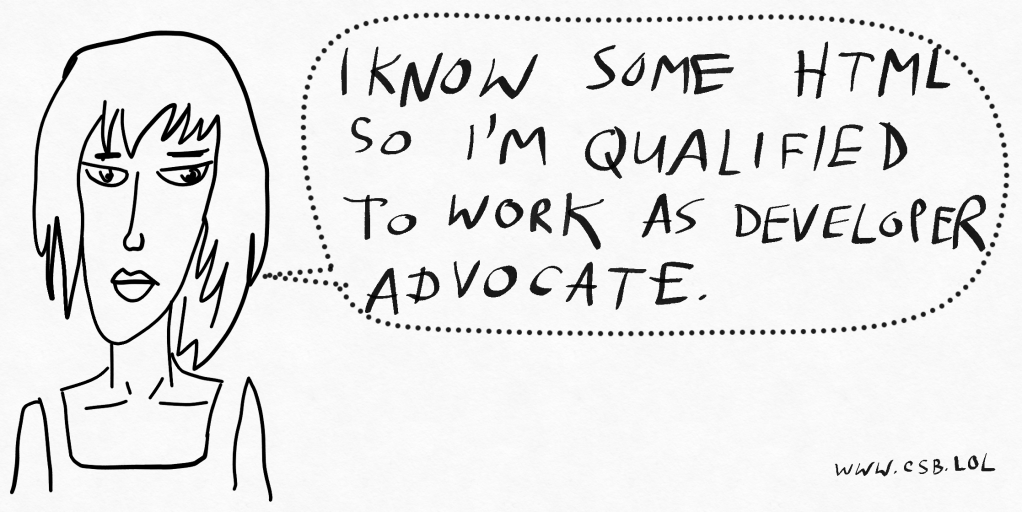 I KNOW SOME HTML
SO I'M QUALIFIED
TO WORK AS DEVELOPER
ADVOCATE.
WWW.CSB.LOL